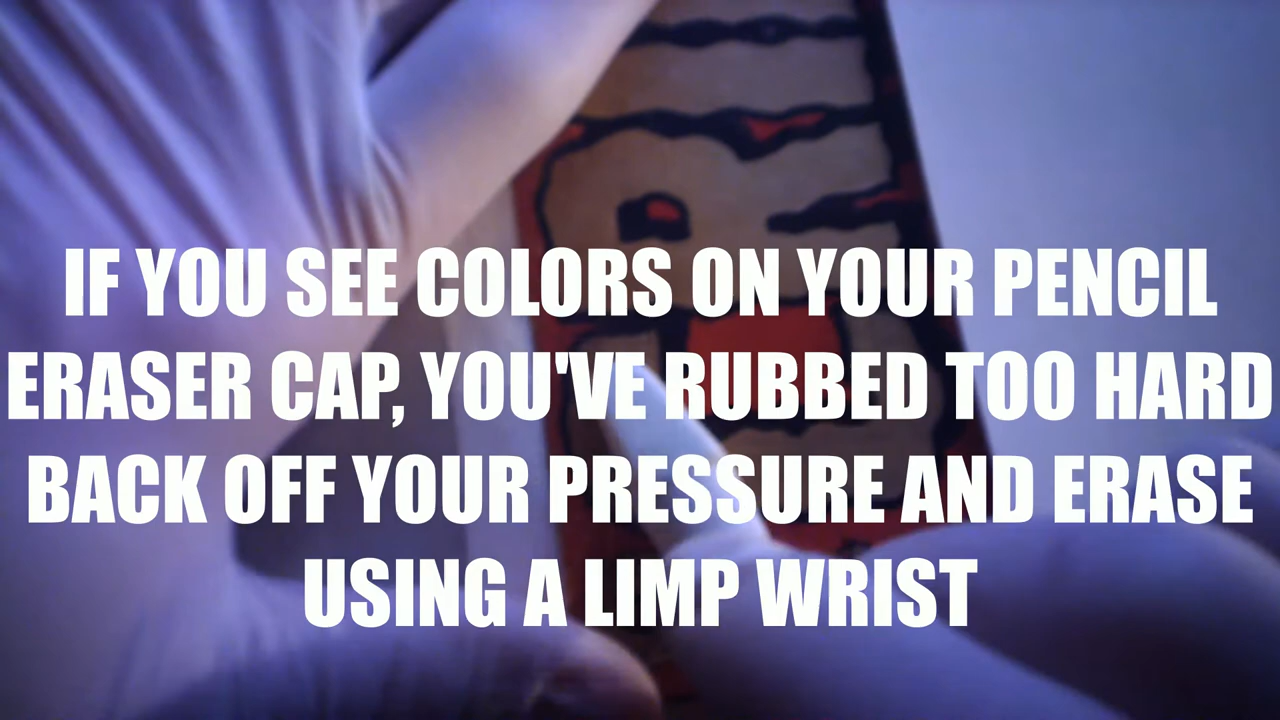 IF YOU SEE COLORS ON YOUR PENCIL
ERASER CAP, YOU'VE RUBBED TOO HARD
BACK OFF YOUR PRESSURE AND ERASE
USING A LIMP WRIST